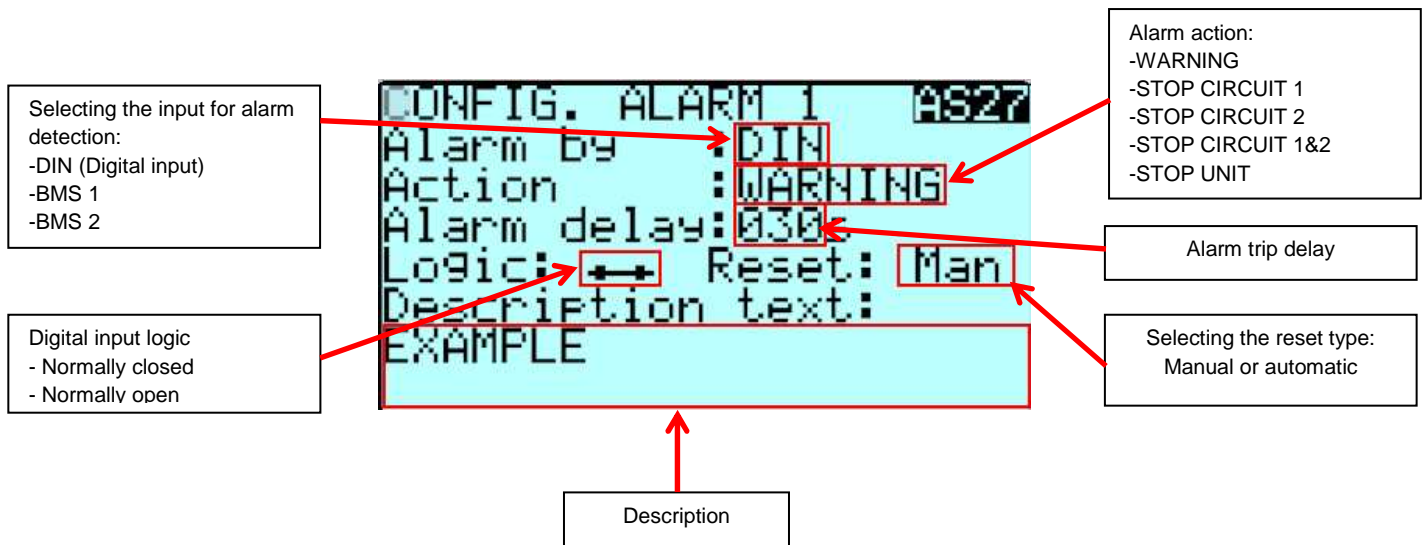 Selecting the input for alarm
detection:
-DIN (Digital input)
-BMS 1
-BMS 2
Digital input logic
- Normally closed
- Normally open
CONFIG. ALARM 1 AS27
Alarm by :DIN
Action :WARNING
Alarm delay:030s
Logic: Reset: Man
Description text:
EXAMPLE
Alarm action:
-WARNING
-STOP CIRCUIT 1
-STOP CIRCUIT 2
-STOP CIRCUIT 1&2
-STOP UNIT
Alarm trip delay
Selecting the reset type:
Manual or automatic
Description